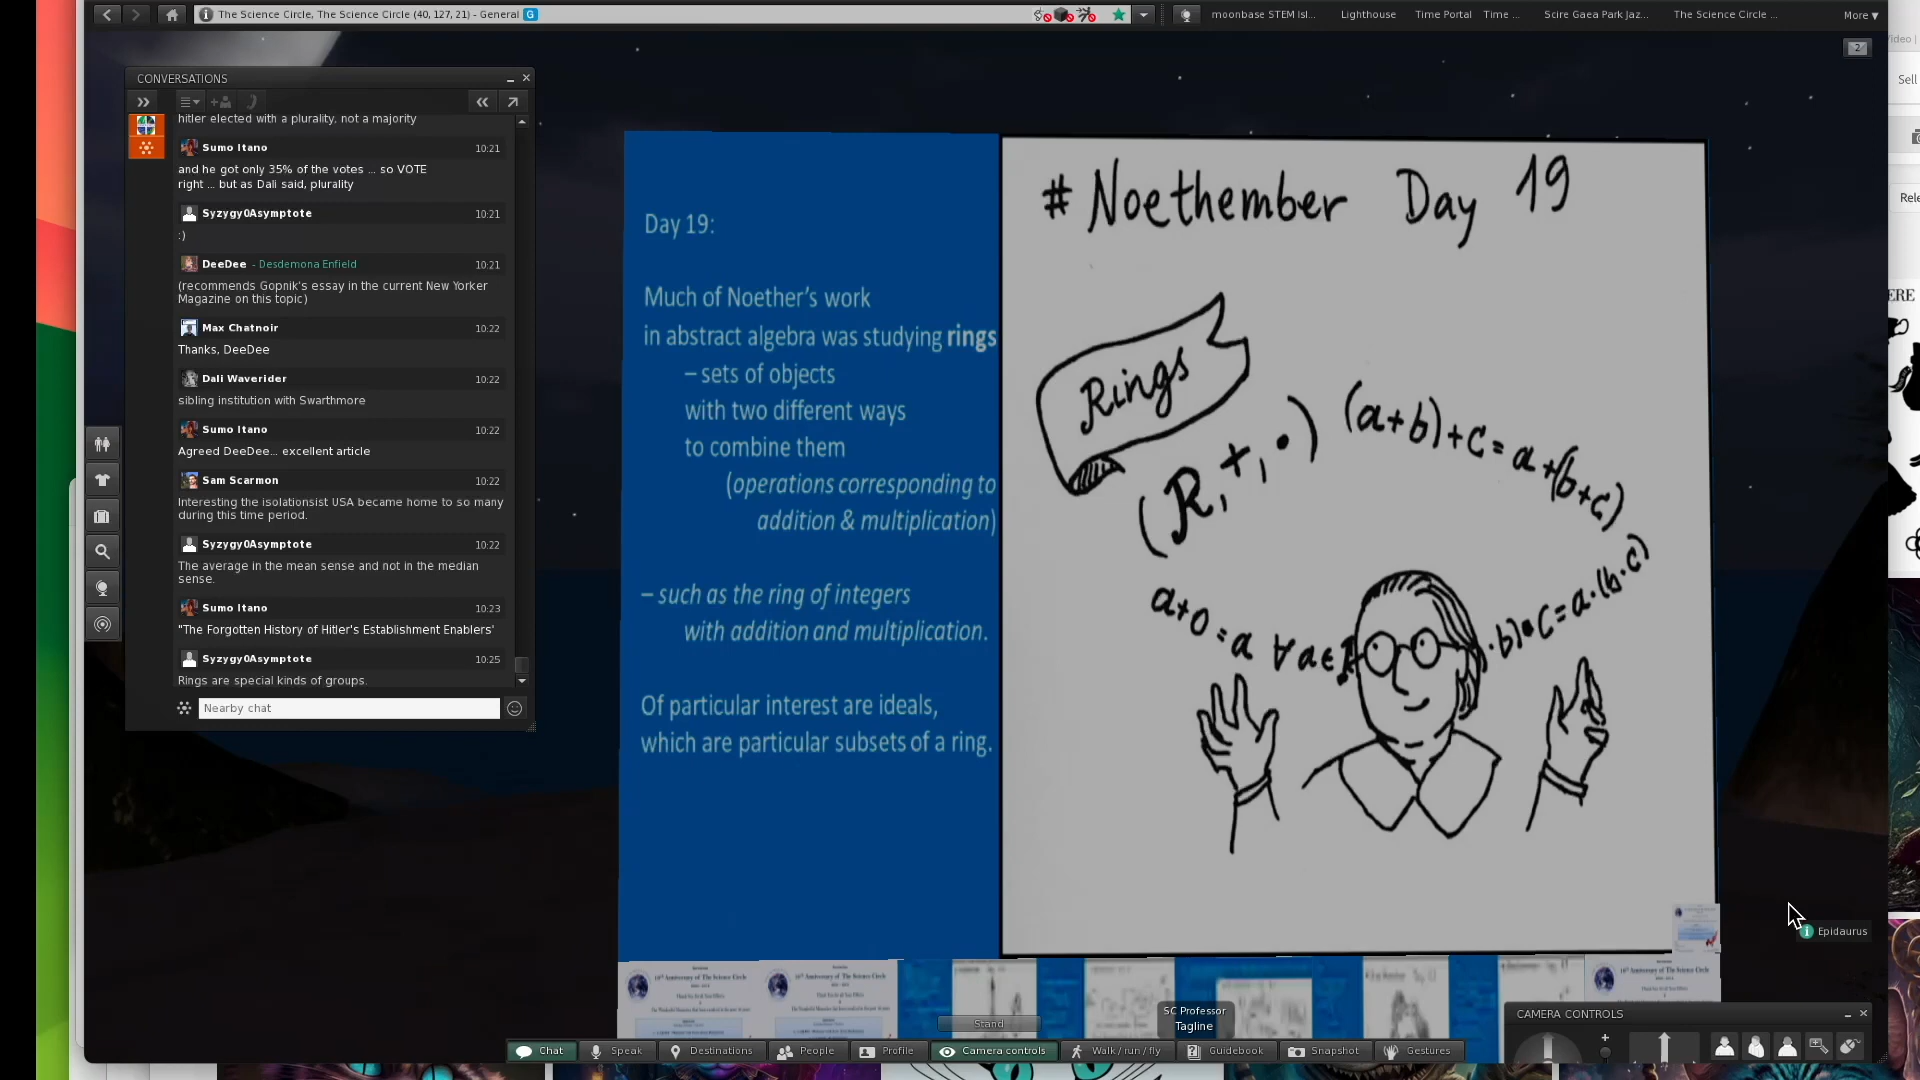 The Science Circle, The Science Circle (40, 127, 21) - General G
moonbase STEM Isl... Lighthouse Time Portal Time ... Scire Gaea Park Jaz... The Science Circle ... More ▾
2
Video |
Sell
CONVERSATIONS
hitler elected with a plurality, not a majority
Sumo Itano 10:21
and he got only 35% of the votes ... so VOTE
right ... but as Dali said, plurality
Syzygy0Asymptote 10:21
:)
DeeDee - Desdemona Enfield 10:21
(recommends Gopnik's essay in the current New Yorker
Magazine on this topic)
Max Chatnoir 10:22
Thanks, DeeDee
Dali Waverider 10:22
sibling institution with Swarthmore
Sumo Itano 10:22
Agreed DeeDee... excellent article
Sam Scarmon 10:22
Interesting the isolationsist USA became home to so many
during this time period.
Syzygy0Asymptote 10:22
The average in the mean sense and not in the median
sense.
Sumo Itano 10:23
"The Forgotten History of Hitler's Establishment Enablers'
Syzygy0Asymptote 10:25
Rings are special kinds of groups.
Nearby chat
Day 19:
Much of Noether's work
in abstract algebra was studying rings
– sets of objects
with two different ways
to combine them
(operations corresponding to
addition & multiplication)
– such as the ring of integers
with addition and multiplication.
Of particular interest are ideals,
which are particular subsets of a ring.
# Noethember Day 19
Rings
(R, +, •)
(a+b)+c = a+(b+c)
a+0 = a ∀ a ∈ R
·b)•c = a·(b·c)
Rele
ERE
Epidaurus
SC Professor
Tagline
Stand
CAMERA CONTROLS
Chat Speak Destinations People Profile Camera controls Walk / run / fly Guidebook Snapshot Gestures